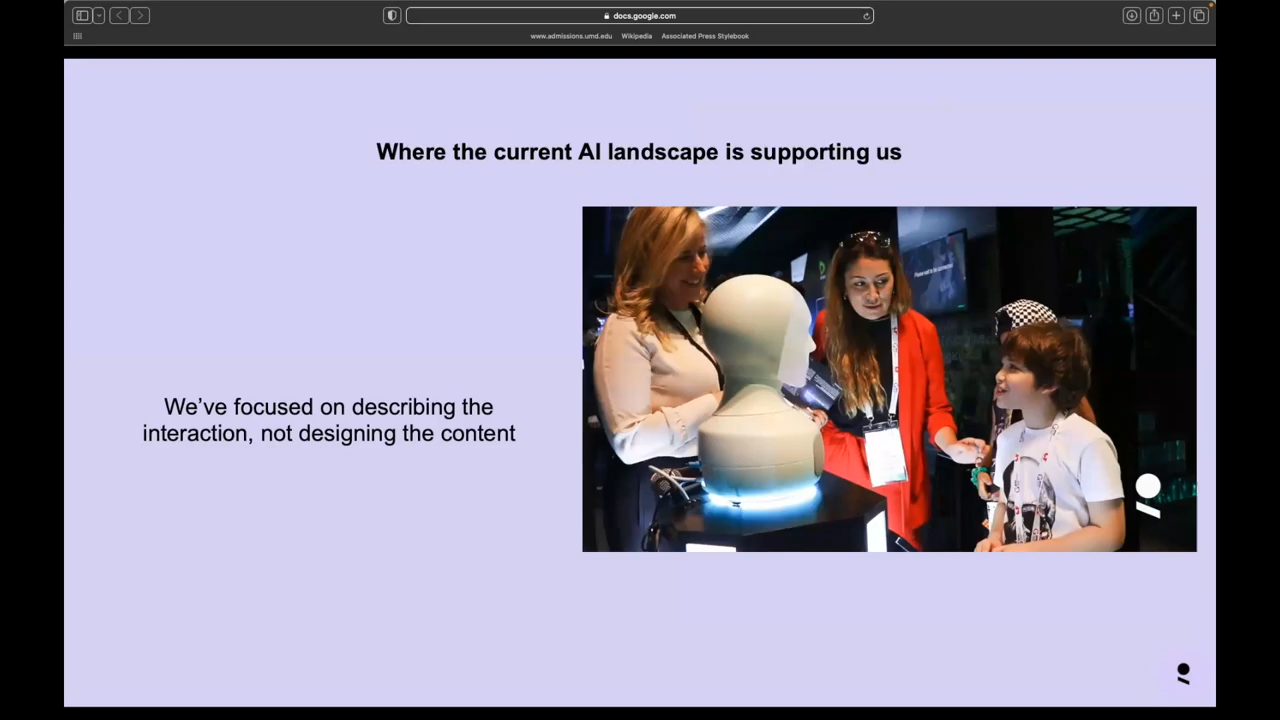 docs.google.com
www.admissions.umd.edu Wikipedia Associated Press Stylebook
Where the current AI landscape is supporting us
We’ve focused on describing the
interaction, not designing the content